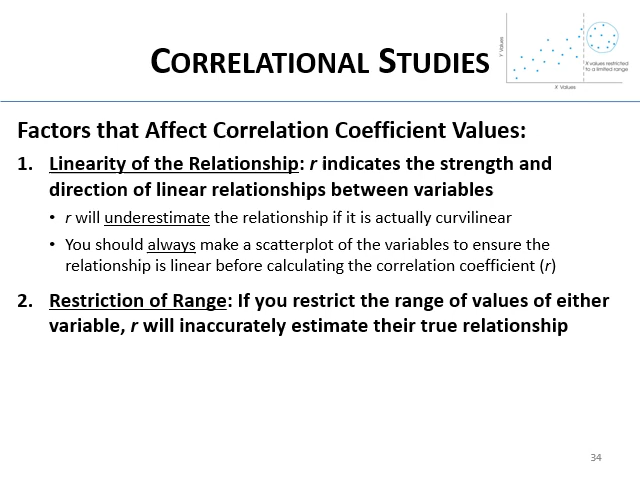 CORRELATIONAL STUDIES
Y Values
X values restricted
to a limited range
X Values
Factors that Affect Correlation Coefficient Values:
1. Linearity of the Relationship: r indicates the strength and
direction of linear relationships between variables
• r will underestimate the relationship if it is actually curvilinear
• You should always make a scatterplot of the variables to ensure the
relationship is linear before calculating the correlation coefficient (r)
2. Restriction of Range: If you restrict the range of values of either
variable, r will inaccurately estimate their true relationship
34